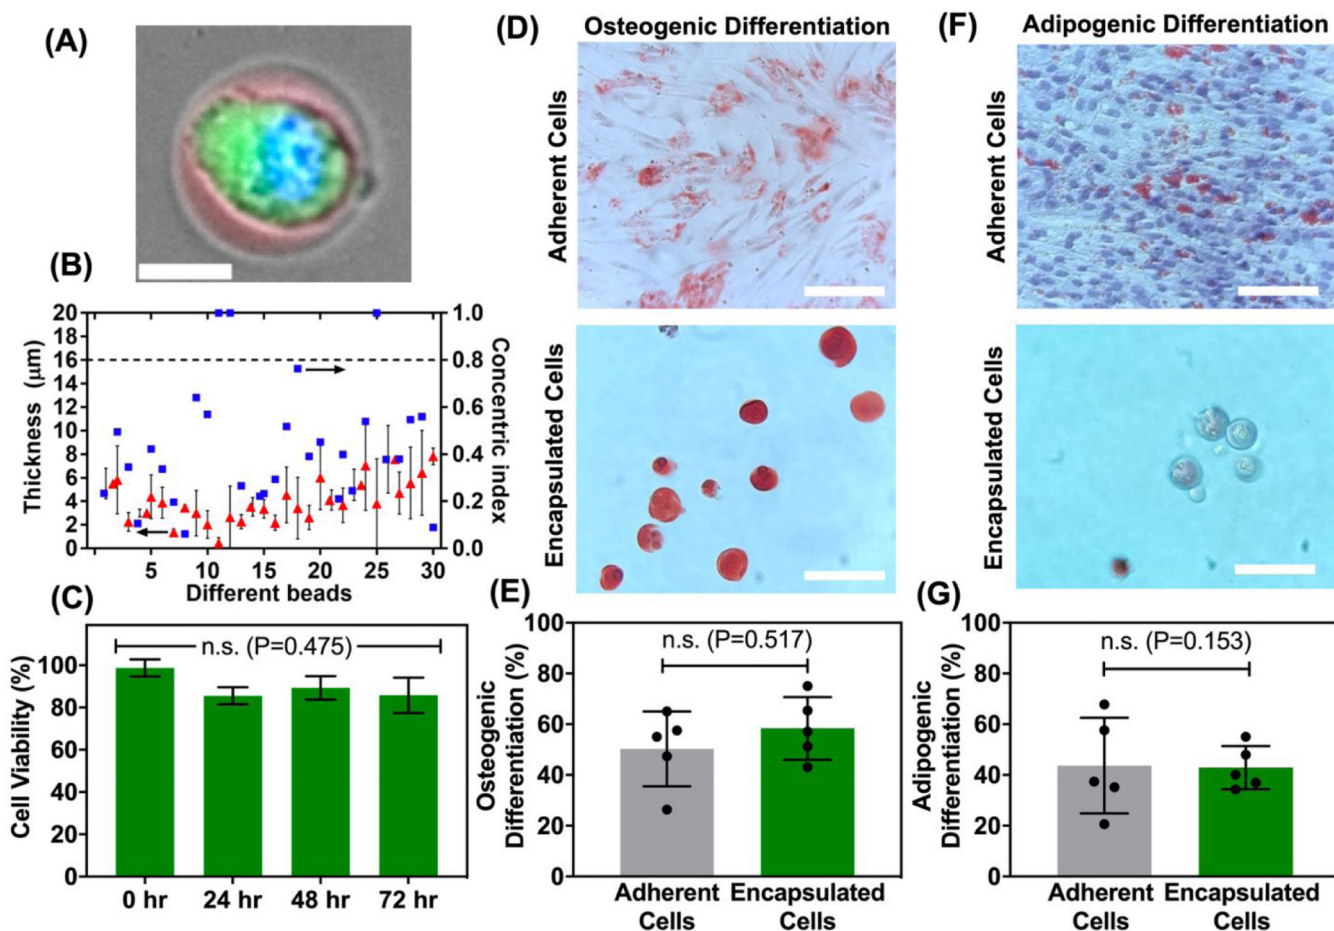 (A)
(B)
20
18
16
14
12
10
8
6
4
2
0
Thickness (μm)
1.0
0.8
0.6
0.4
0.2
0.0
Concentric index
5
10
15
20
25
30
Different beads
(C)
n.s. (P=0.475)
100
80
60
40
20
0
Cell Viability (%)
0 hr
24 hr
48 hr
72 hr
(D)
Osteogenic Differentiation
Adherent Cells
Encapsulated Cells
(E)
100
80
60
40
20
0
Osteogenic
Differentiation (%)
n.s. (P=0.517)
Adherent
Cells
Encapsulated
Cells
(F)
Adipogenic Differentiation
Adherent Cells
Encapsulated Cells
(G)
100
80
60
40
20
0
Adipogenic
Differentiation (%)
n.s. (P=0.153)
Adherent
Cells
Encapsulated
Cells